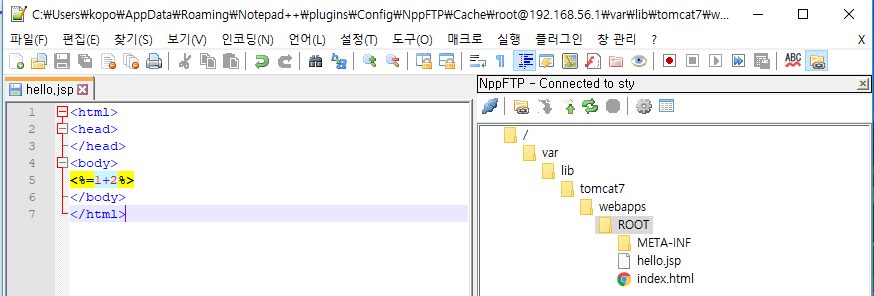 C:₩Users₩kopo₩AppData₩Roaming₩Notepad++₩plugins₩Config₩NppFTP₩Cache₩root@192.168.56.1₩var₩lib₩tomcat7₩w...
파일(F) 편집(E) 찾기(S) 보기(V) 인코딩(N) 언어(L) 설정(T) 도구(O) 매크로 실행 플러그인 창 관리 ? X
hello.jsp
NppFTP - Connected to sty
1 <html>
2 <head>
3 </head>
4 <body>
5 <%=1+2%>
6 </body>
7 </html>
/
var
lib
tomcat7
webapps
ROOT
META-INF
hello.jsp
index.html
ABC